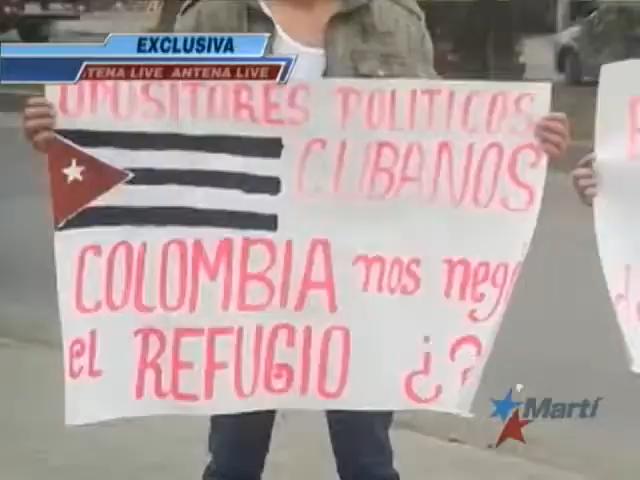 EXCLUSIVA
TENA LIVE ANTENA LIVE
OPOSITORES POLITICOS
CUBANOS
COLOMBIA nos negó
el REFUGIO ¿?
Martí